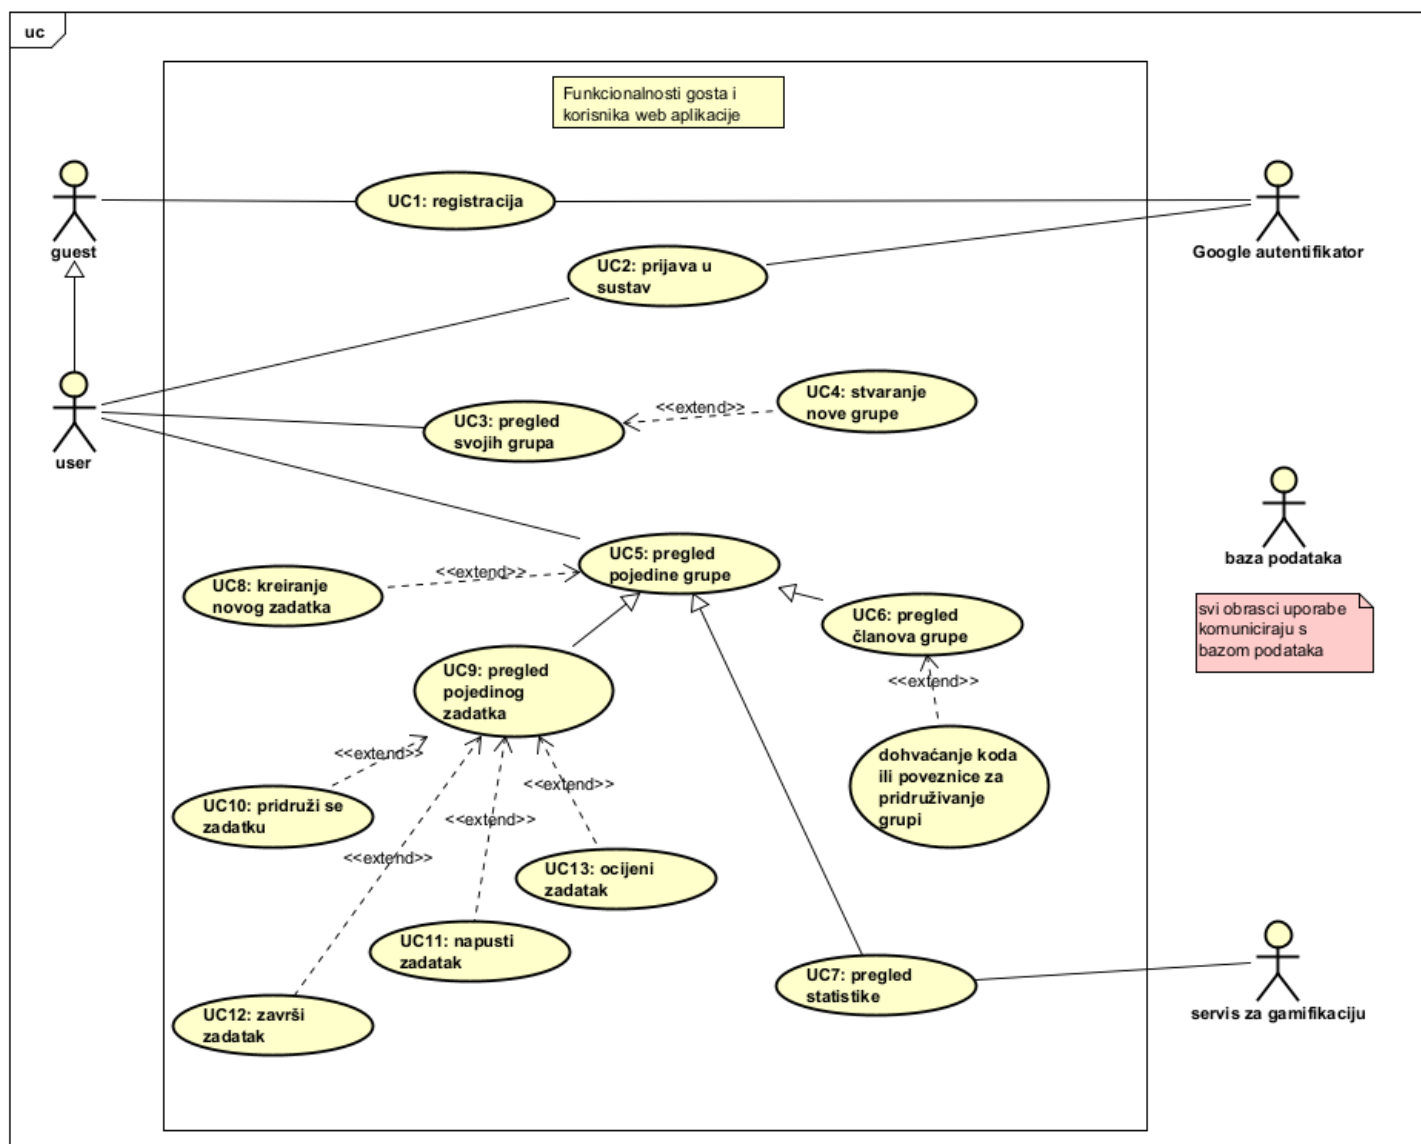 uc
Funkcionalnosti gosta i
korisnika web aplikacije
guest
UC1: registracija
Google autentifikator
UC2: prijava u
sustav
user
UC3: pregled
svojih grupa
<<extend>>
UC4: stvaranje
nove grupe
baza podataka
svi obrasci uporabe
komuniciraju s
bazom podataka
UC5: pregled
pojedine grupe
UC8: kreiranje
novog zadatka
<<extend>>
UC6: pregled
članova grupe
<<extend>>
dohvaćanje koda
ili poveznice za
pridruživanje
grupi
UC9: pregled
pojedinog
zadatka
<<extend>>
<<extend>>
<<extend>>
<<extend>>
UC10: pridruži se
zadatku
UC13: ocijeni
zadatak
UC11: napusti
zadatak
UC12: završi
zadatak
UC7: pregled
statistike
servis za gamifikaciju